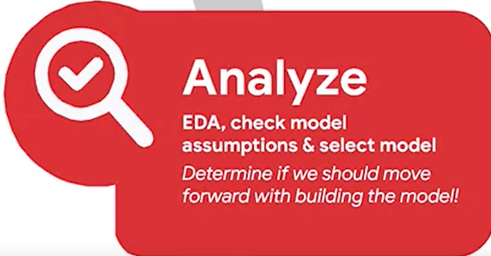 Analyze
EDA, check model
assumptions & select model
Determine if we should move
forward with building the model!